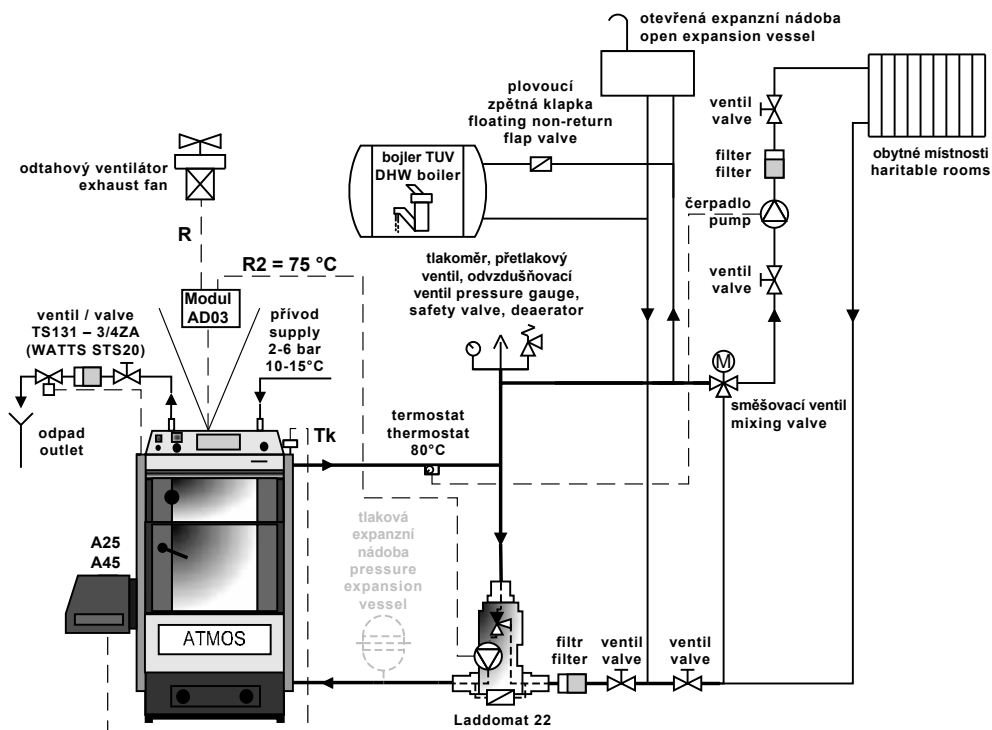 otevřená expanzní nádoba
open expansion vessel
plovoucí
zpětná klapka
floating non-return
flap valve
ventil
valve
odtahový ventilátor
exhaust fan
bojler TUV
DHW boiler
filter
filter
obytné místnosti
haritable rooms
čerpadlo
pump
R
R2 = 75 °C
tlakoměr, přetlakový
ventil, odvzdušňovací
ventil pressure gauge,
safety valve, deaerator
ventil
valve
Modul
AD03
ventil / valve
TS131 – 3/4ZA
(WATTS STS20)
přívod
supply
2-6 bar
10-15°C
M
směšovací ventil
mixing valve
odpad
outlet
Tk
termostat
thermostat
80°C
tlaková
expanzní
nádoba
pressure
expansion
vessel
A25
A45
ATMOS
filtr
filter
ventil
valve
ventil
valve
Laddomat 22